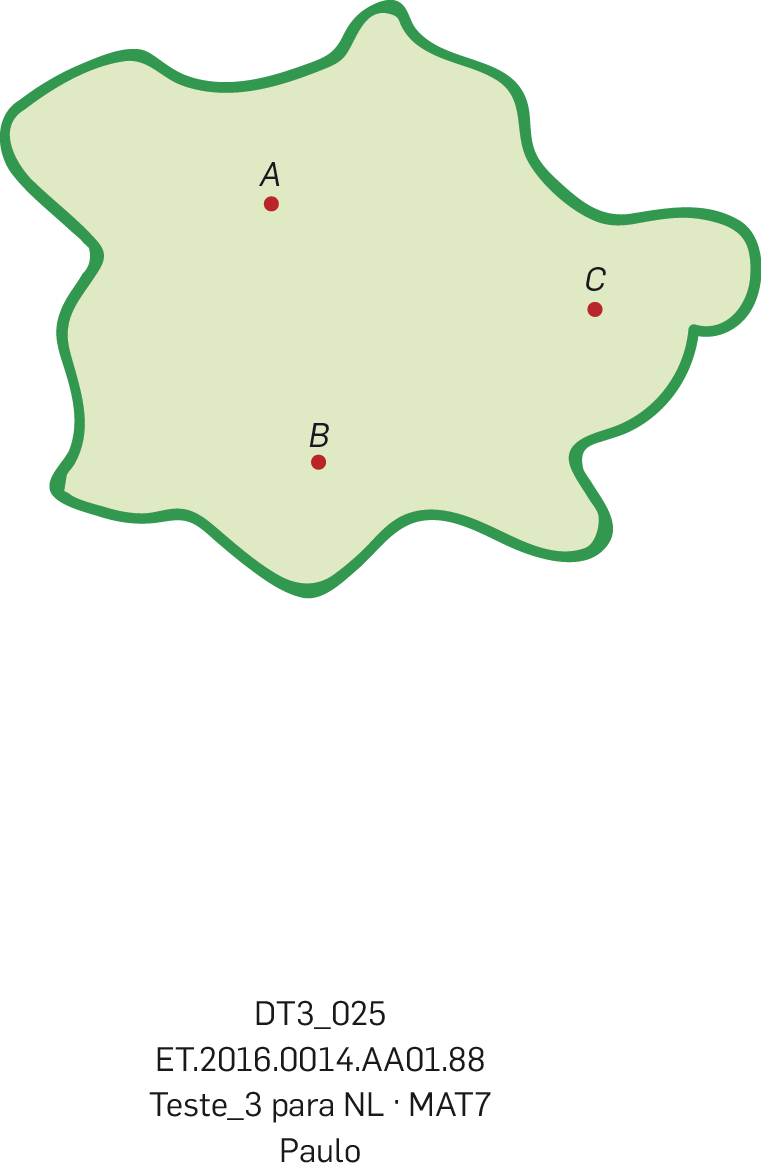 A
C
B
DT3_025
ET.2016.0014.AA01.88
Teste_3 para NL · MAT7
Paulo